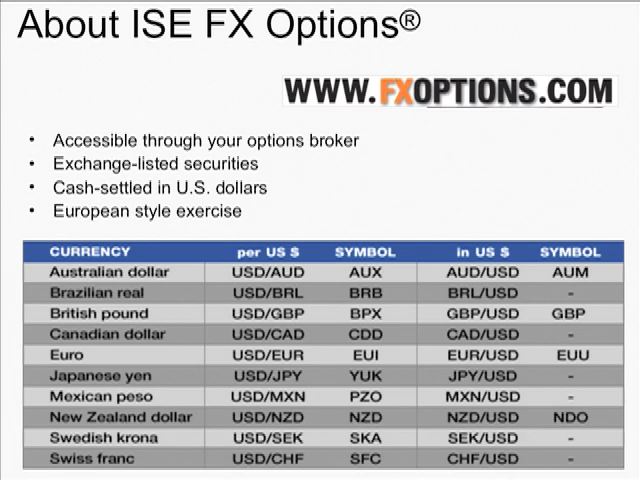 About ISE FX Options®
WWW.FXOPTIONS.COM
• Accessible through your options broker
• Exchange-listed securities
• Cash-settled in U.S. dollars
• European style exercise
CURRENCY per US $ SYMBOL in US $ SYMBOL
Australian dollar USD/AUD AUX AUD/USD AUM
Brazilian real USD/BRL BRB BRL/USD -
British pound USD/GBP BPX GBP/USD GBP
Canadian dollar USD/CAD CDD CAD/USD -
Euro USD/EUR EUI EUR/USD EUU
Japanese yen USD/JPY YUK JPY/USD -
Mexican peso USD/MXN PZO MXN/USD -
New Zealand dollar USD/NZD NZD NZD/USD NDO
Swedish krona USD/SEK SKA SEK/USD -
Swiss franc USD/CHF SFC CHF/USD -